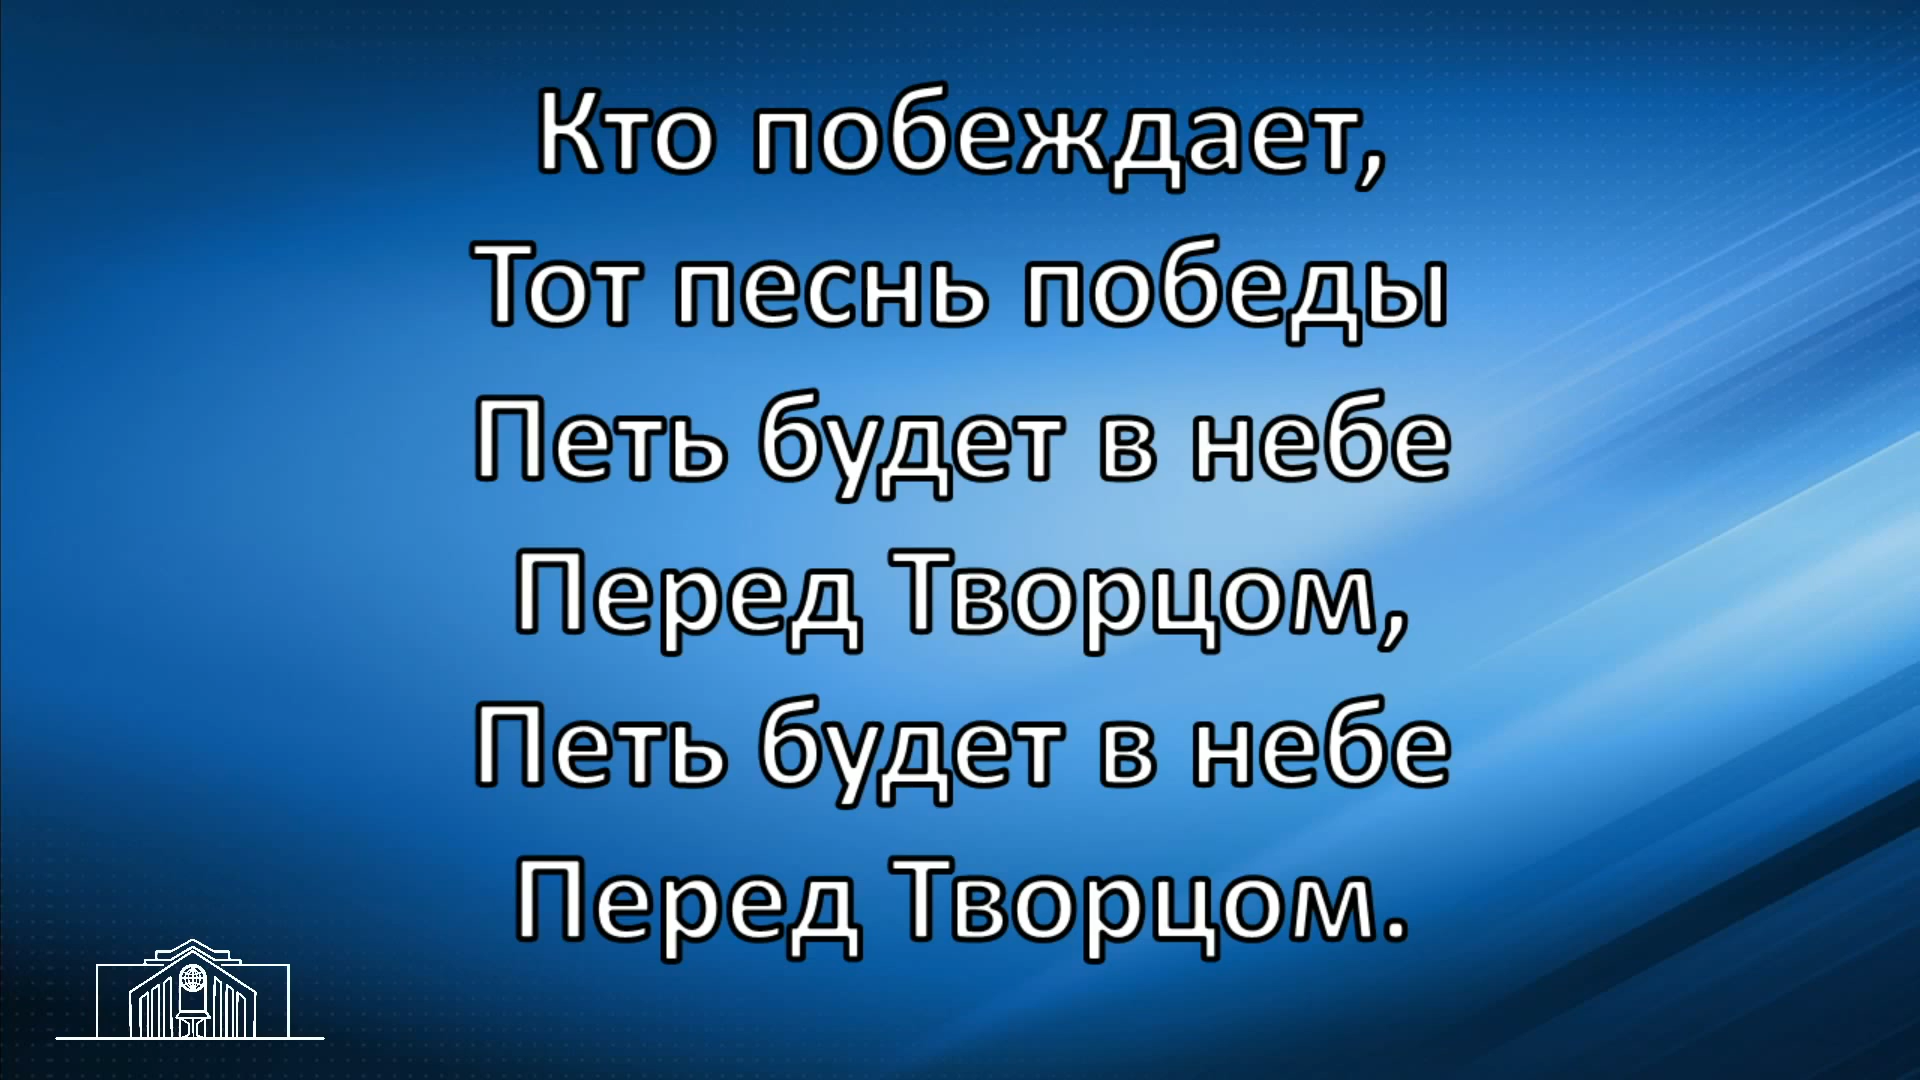 Кто побеждает,
Тот песнь победы
Петь будет в небе
Перед Творцом,
Петь будет в небе
Перед Творцом.